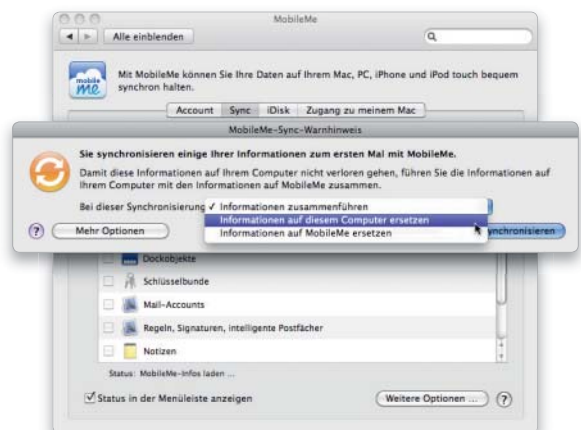 MobileMe
Alle einblenden
mobile me
Mit MobileMe können Sie Ihre Daten auf Ihrem Mac, PC, iPhone und iPod touch bequem
synchron halten.
Account Sync iDisk Zugang zu meinem Mac
MobileMe-Sync-Warnhinweis
Sie synchronisieren einige Ihrer Informationen zum ersten Mal mit MobileMe.
Damit diese Informationen auf Ihrem Computer nicht verloren gehen, führen Sie die Informationen auf
Ihrem Computer mit den Informationen auf MobileMe zusammen.
Bei dieser Synchronisierung ✓ Informationen zusammenführen
Informationen auf diesem Computer ersetzen
Informationen auf MobileMe ersetzen
? Mehr Optionen ynchronisieren
Dockobjekte
Schlüsselbunde
Mail-Accounts
Regeln, Signaturen, intelligente Postfächer
Notizen
Status: MobileMe-Infos laden ...
Status in der Menüleiste anzeigen Weitere Optionen ... ?